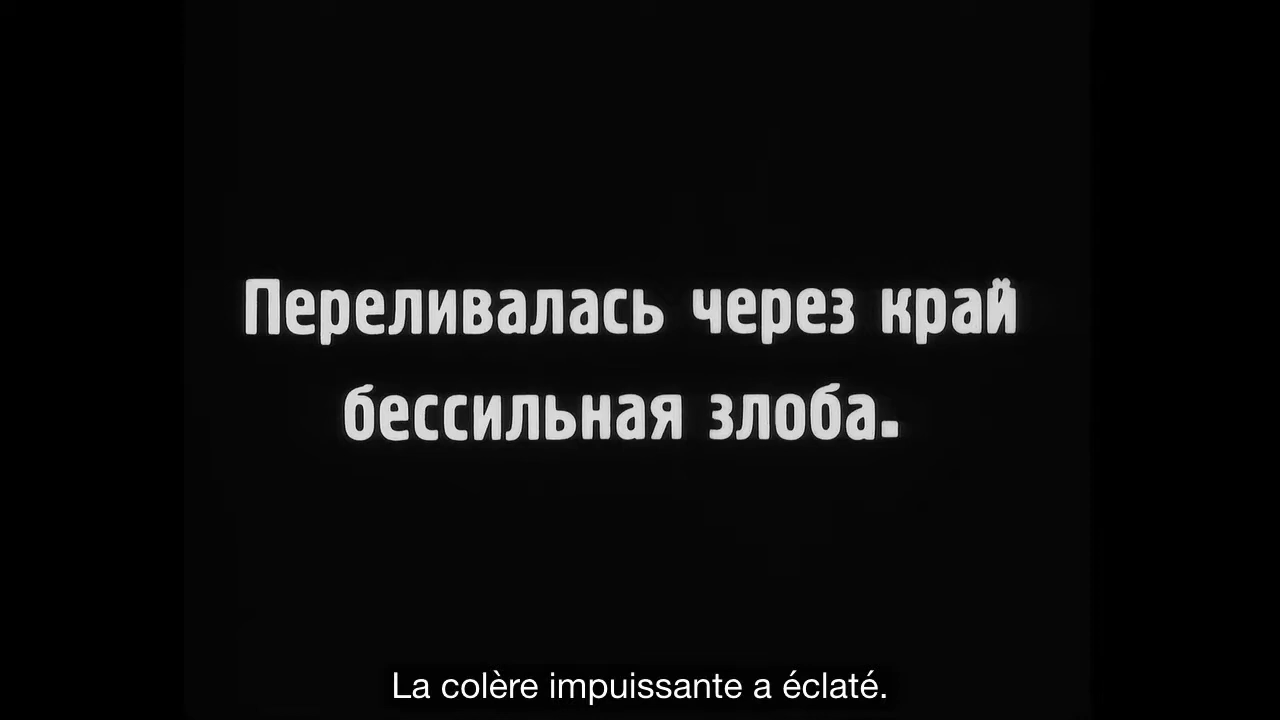 Переливалась через край
бессильная злоба.
La colère impuissante a éclaté.